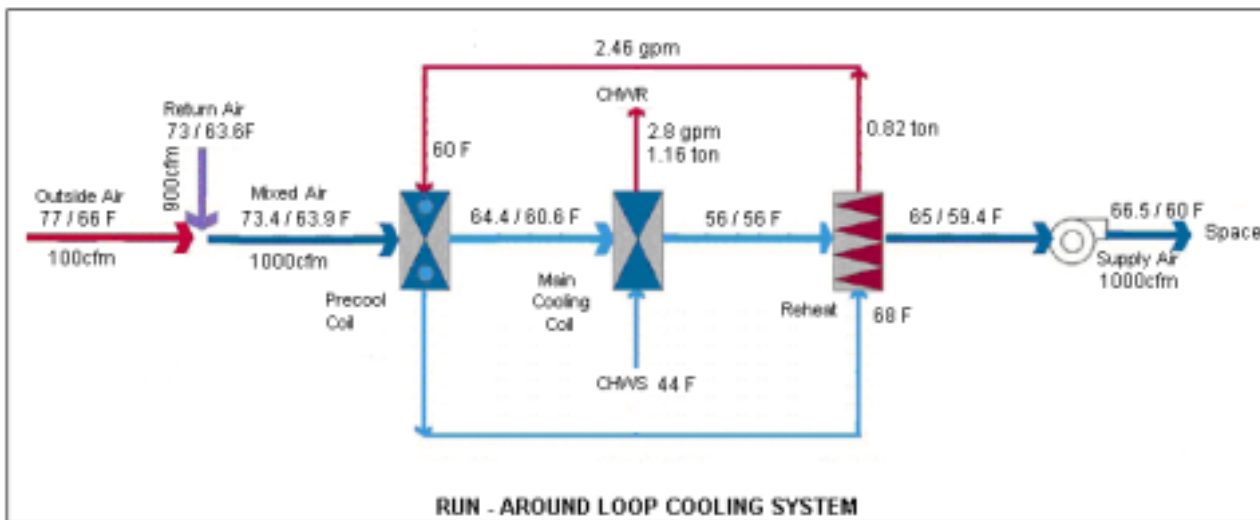 2.46 gpm
CHWR
Return Air
73 / 63.6F
900cfm
2.8 gpm
1.16 ton
0.82 ton
60 F
Outside Air
77 / 66 F
100cfm
Mixed Air
73.4 / 63.9 F
1000cfm
64.4 / 60.6 F
56 / 56 F
65 / 59.4 F
66.5 / 60 F
Space
Supply Air
1000cfm
Precool
Coil
Main
Cooling
Coil
Reheat
68 F
CHWS 44 F
RUN - AROUND LOOP COOLING SYSTEM